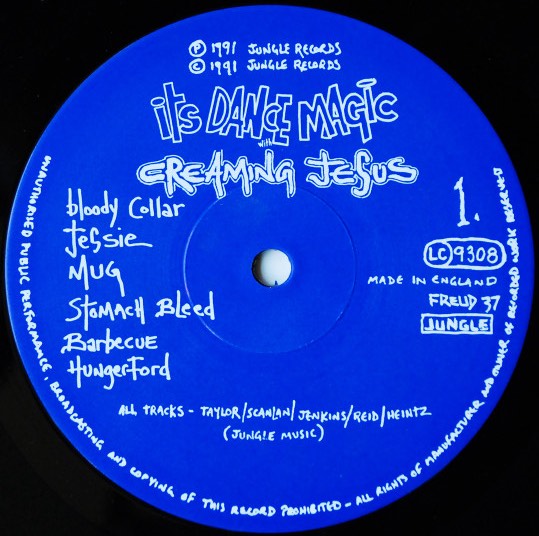 ℗ 1991 JUNGLE RECORDS
© 1991 JUNGLE RECORDS
itS DANCE MAGIC
with
CREAMING JESUS
bloody Collar
Jessie
MUG
Stomach Bleed
Barbecue
Hungerford
1.
LC 9308
MADE IN ENGLAND
FREUD 37
JUNGLE
ALL TRACKS - TAYLOR/SCANLAN/JENKINS/REID/HEINTZ
(JUNGLE MUSIC)
UNAUTHORISED PUBLIC PERFORMANCE, BROADCASTING AND COPYING OF THIS RECORD PROHIBITED - ALL RIGHTS OF MANUFACTURER AND OWNER OF RECORDED WORK RESERVED